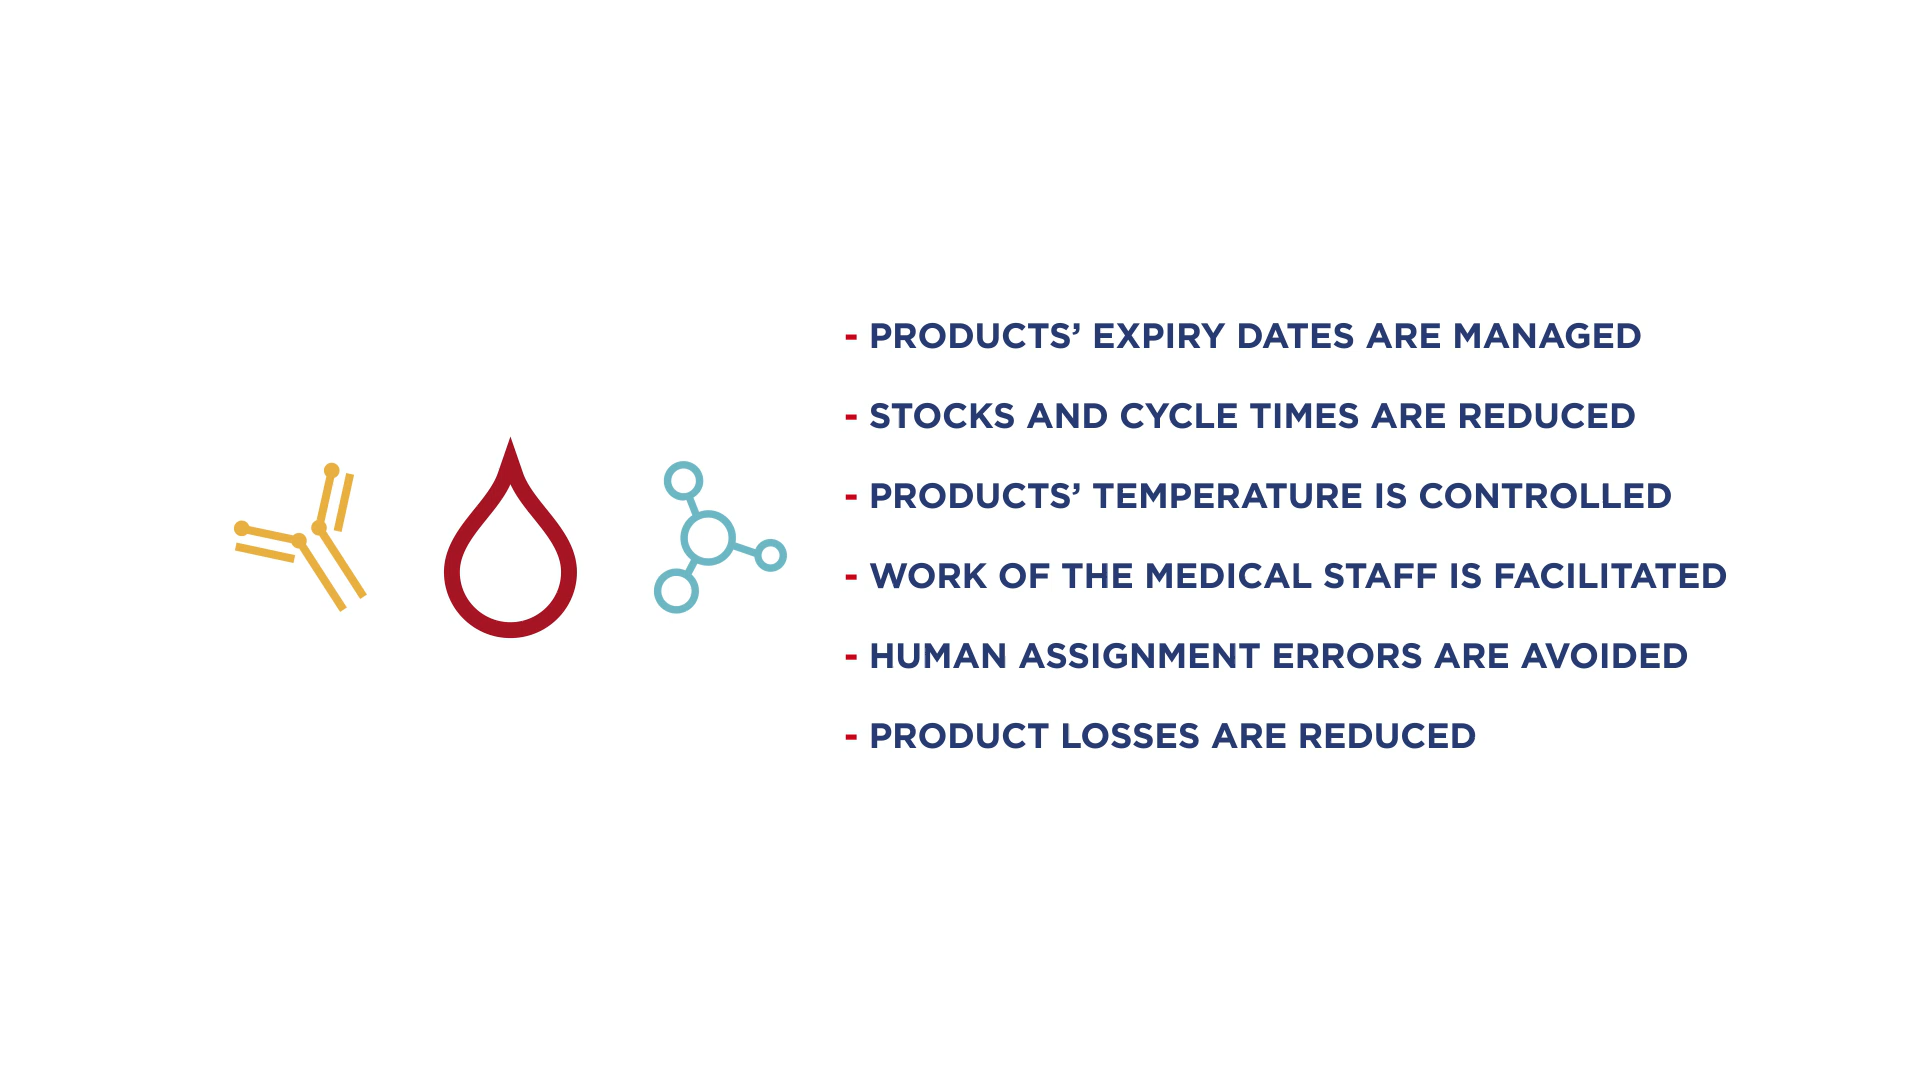 - PRODUCTS’ EXPIRY DATES ARE MANAGED
- STOCKS AND CYCLE TIMES ARE REDUCED
- PRODUCTS’ TEMPERATURE IS CONTROLLED
- WORK OF THE MEDICAL STAFF IS FACILITATED
- HUMAN ASSIGNMENT ERRORS ARE AVOIDED
- PRODUCT LOSSES ARE REDUCED